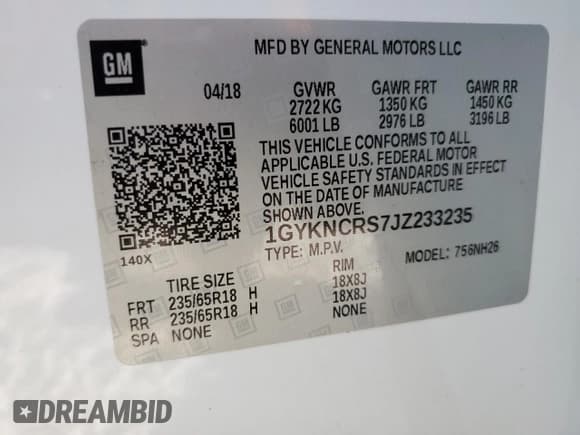 GM
MFD BY GENERAL MOTORS LLC
04/18 GVWR GAWR FRT GAWR RR
2722 KG 1350 KG 1450 KG
6001 LB 2976 LB 3196 LB
THIS VEHICLE CONFORMS TO ALL
APPLICABLE U.S. FEDERAL MOTOR
VEHICLE SAFETY STANDARDS IN EFFECT
ON THE DATE OF MANUFACTURE
SHOWN ABOVE.
1GYKNCRS7JZ233235
140X TYPE: M.P.V. MODEL: 756NH26
TIRE SIZE RIM
FRT 235/65R18 H 18X8J
RR 235/65R18 H 18X8J
SPA NONE NONE
DREAMBID